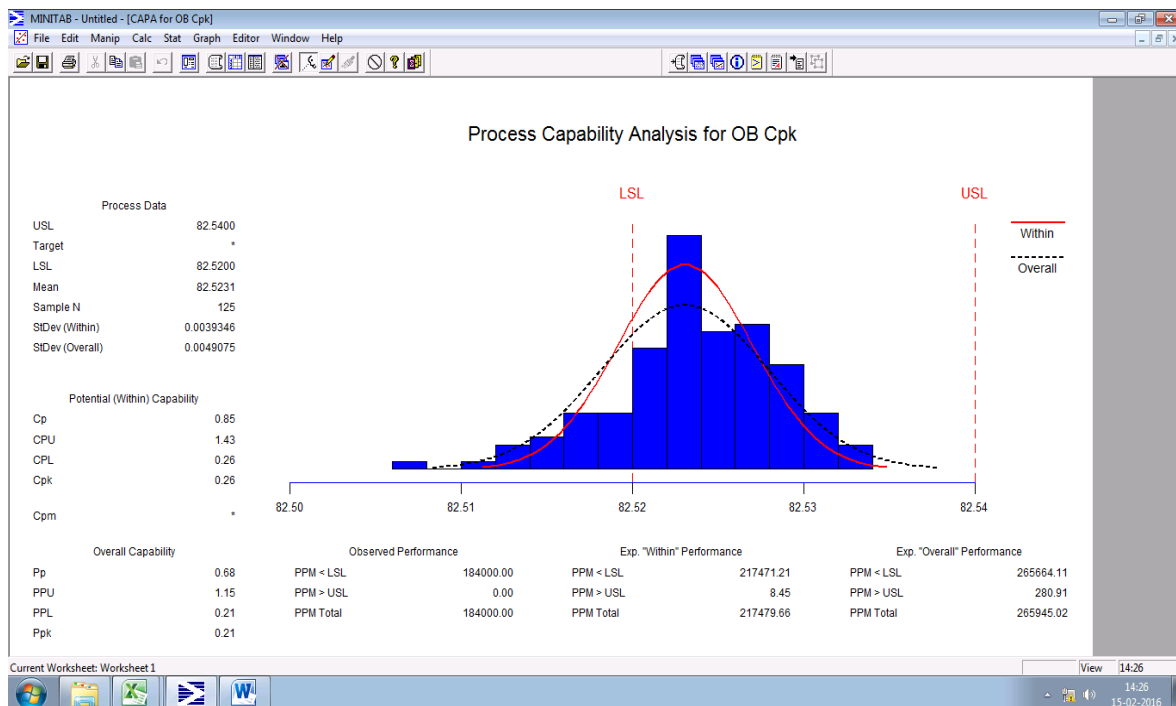 MINITAB - Untitled - [CAPA for OB Cpk]
File Edit Manip Calc Stat Graph Editor Window Help
Process Capability Analysis for OB Cpk
LSL USL
Process Data
USL 82.5400
Target *
LSL 82.5200
Mean 82.5231
Sample N 125
StDev (Within) 0.0039346
StDev (Overall) 0.0049075
Within
Overall
Potential (Within) Capability
Cp 0.85
CPU 1.43
CPL 0.26
Cpk 0.26
Cpm *
82.50 82.51 82.52 82.53 82.54
Overall Capability
Pp 0.68
PPU 1.15
PPL 0.21
Ppk 0.21
Observed Performance
PPM < LSL 184000.00
PPM > USL 0.00
PPM Total 184000.00
Exp. "Within" Performance
PPM < LSL 217471.21
PPM > USL 8.45
PPM Total 217479.66
Exp. "Overall" Performance
PPM < LSL 265664.11
PPM > USL 280.91
PPM Total 265945.02
Current Worksheet: Worksheet 1
View 14:26
14:26
15-02-2016